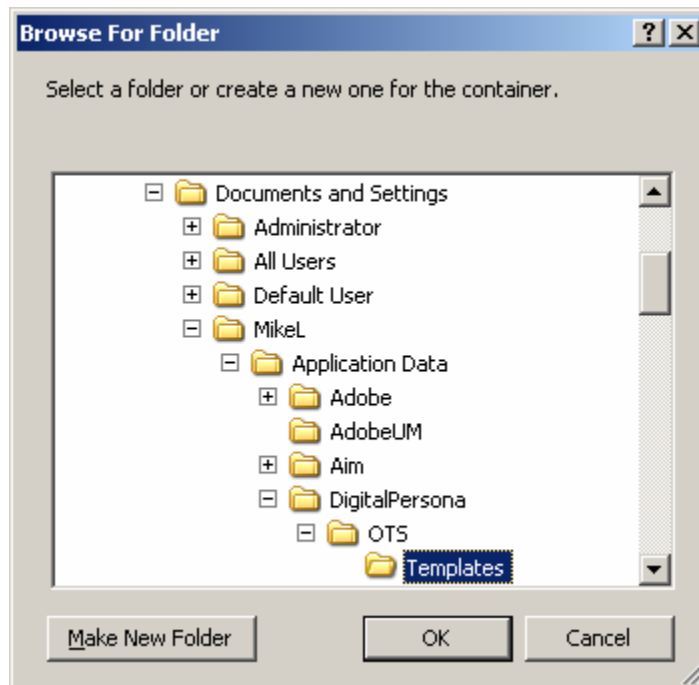 Browse For Folder
Select a folder or create a new one for the container.
Documents and Settings
Administrator
All Users
Default User
MikeL
Application Data
Adobe
AdobeUM
Aim
DigitalPersona
OTS
Templates
Make New Folder OK Cancel